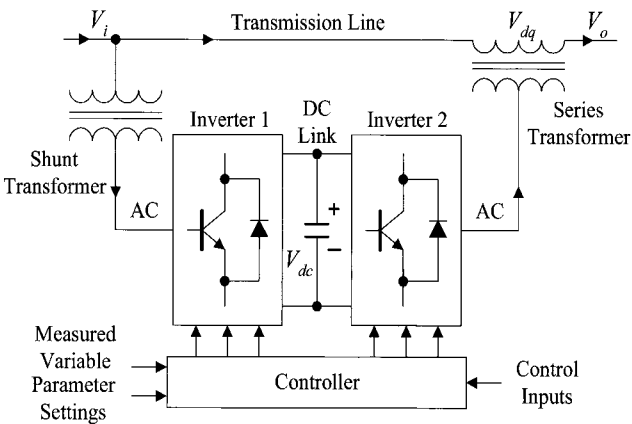 V_i
Transmission Line
V_dq
V_o
Inverter 1
DC
Link
Inverter 2
Series
Transformer
Shunt
Transformer
AC
+
−
V_dc
AC
Measured
Variable
Parameter
Settings
Controller
Control
Inputs